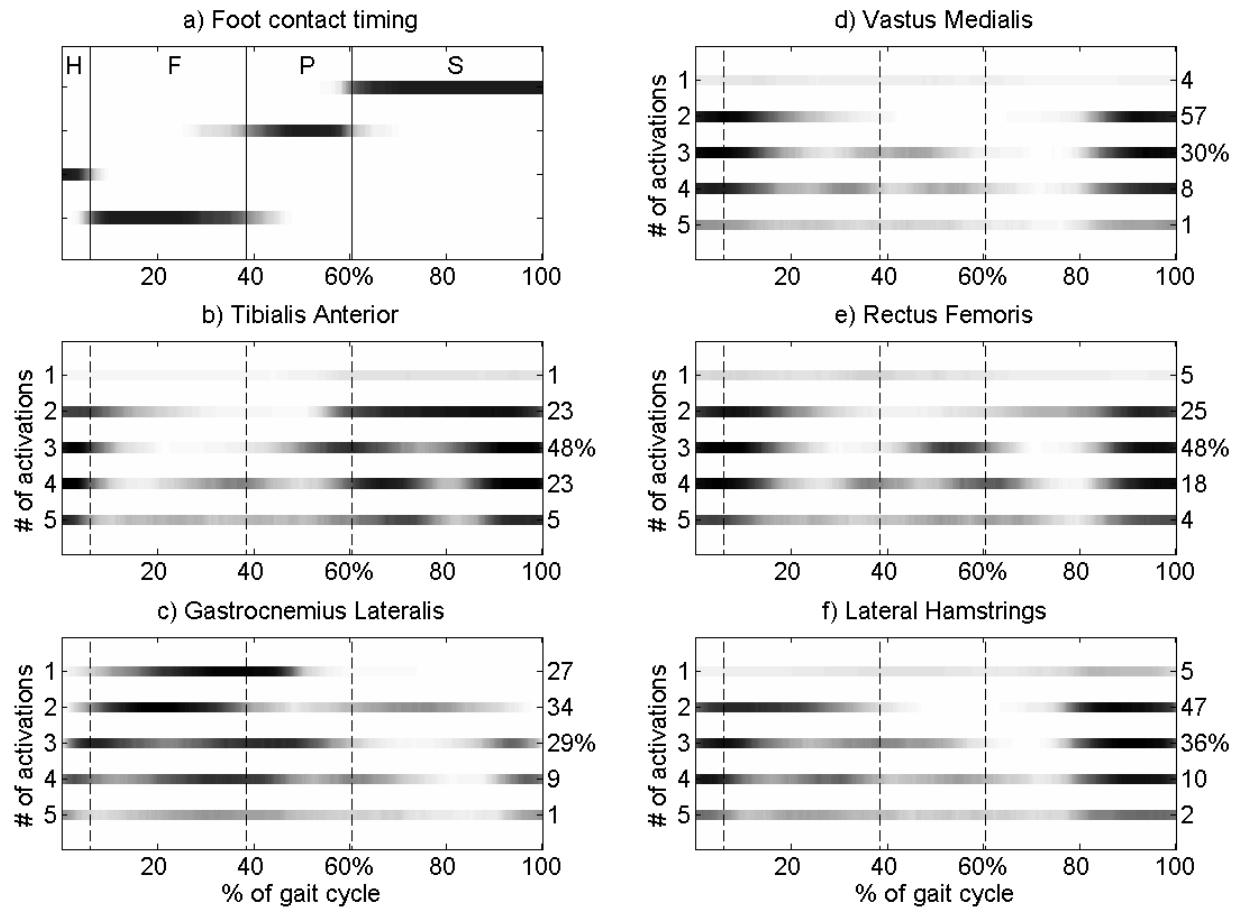 a) Foot contact timing
H F P S
20 40 60% 80 100
b) Tibialis Anterior
# of activations
1 1
2 23
3 48%
4 23
5 5
20 40 60% 80 100
c) Gastrocnemius Lateralis
# of activations
1 27
2 34
3 29%
4 9
5 1
20 40 60% 80 100
% of gait cycle
d) Vastus Medialis
# of activations
1 4
2 57
3 30%
4 8
5 1
20 40 60% 80 100
e) Rectus Femoris
# of activations
1 5
2 25
3 48%
4 18
5 4
20 40 60% 80 100
f) Lateral Hamstrings
# of activations
1 5
2 47
3 36%
4 10
5 2
20 40 60% 80 100
% of gait cycle